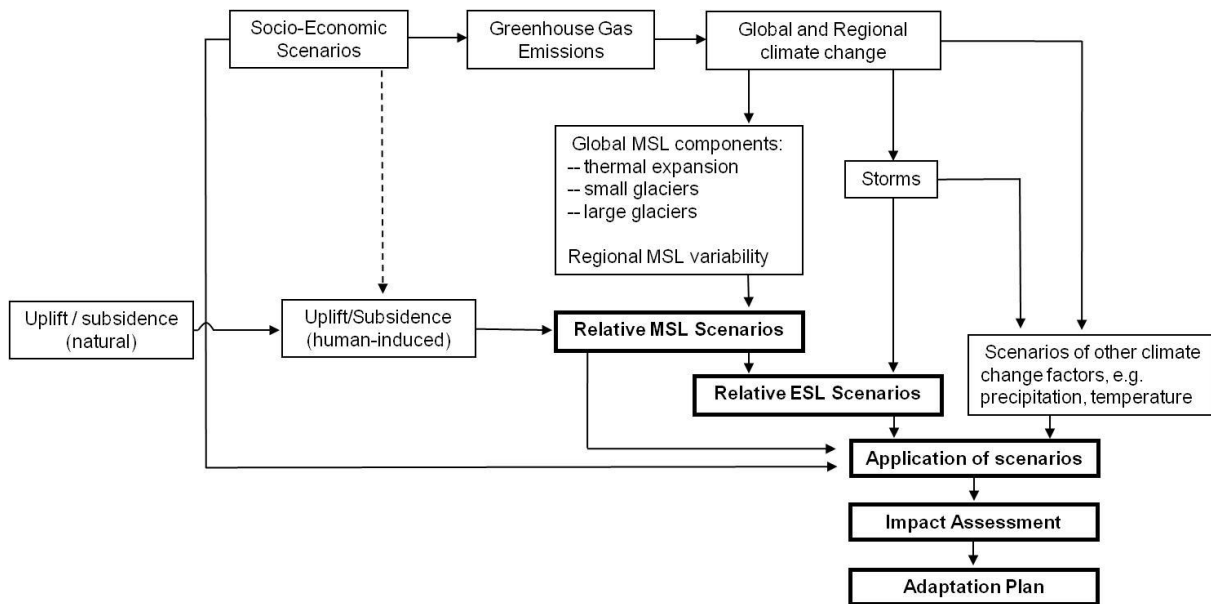 Socio-Economic
Scenarios
Greenhouse Gas
Emissions
Global and Regional
climate change
Global MSL components:
-- thermal expansion
-- small glaciers
-- large glaciers
Regional MSL variability
Storms
Uplift / subsidence
(natural)
Uplift/Subsidence
(human-induced)
Relative MSL Scenarios
Scenarios of other climate
change factors, e.g.
precipitation, temperature
Relative ESL Scenarios
Application of scenarios
Impact Assessment
Adaptation Plan